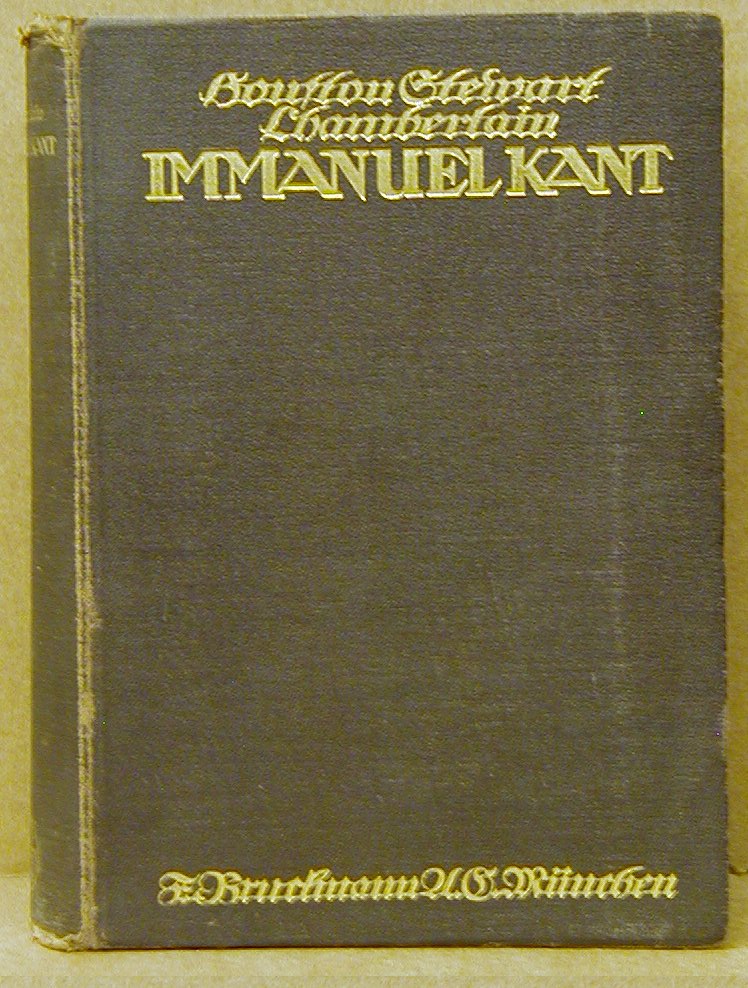 Houston Stewart
Chamberlain
IMMANUEL KANT
F. Bruckmann A.G. München